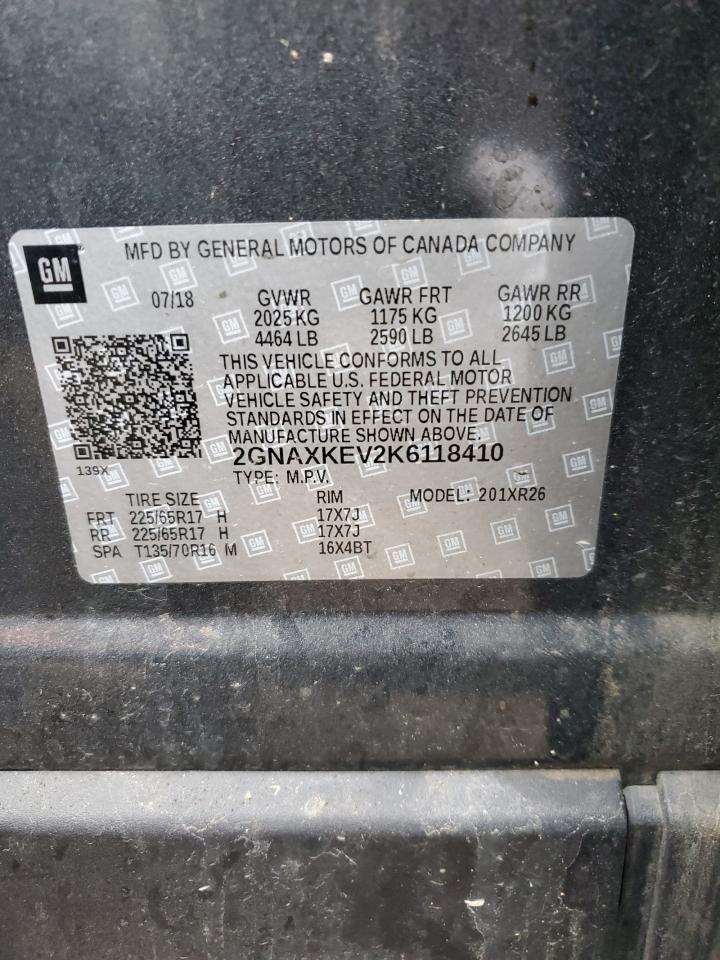 GM
MFD BY GENERAL MOTORS OF CANADA COMPANY
07/18 GVWR GAWR FRT GAWR RR
2025 KG 1175 KG 1200 KG
4464 LB 2590 LB 2645 LB
THIS VEHICLE CONFORMS TO ALL
APPLICABLE U.S. FEDERAL MOTOR
VEHICLE SAFETY AND THEFT PREVENTION
STANDARDS IN EFFECT ON THE DATE OF
MANUFACTURE SHOWN ABOVE.
139X 2GNAXKEV2K6118410
TYPE: M.P.V.
TIRE SIZE RIM MODEL: 201XR26
FRT 225/65R17 H 17X7J
RR 225/65R17 H 17X7J
SPA T135/70R16 M 16X4BT